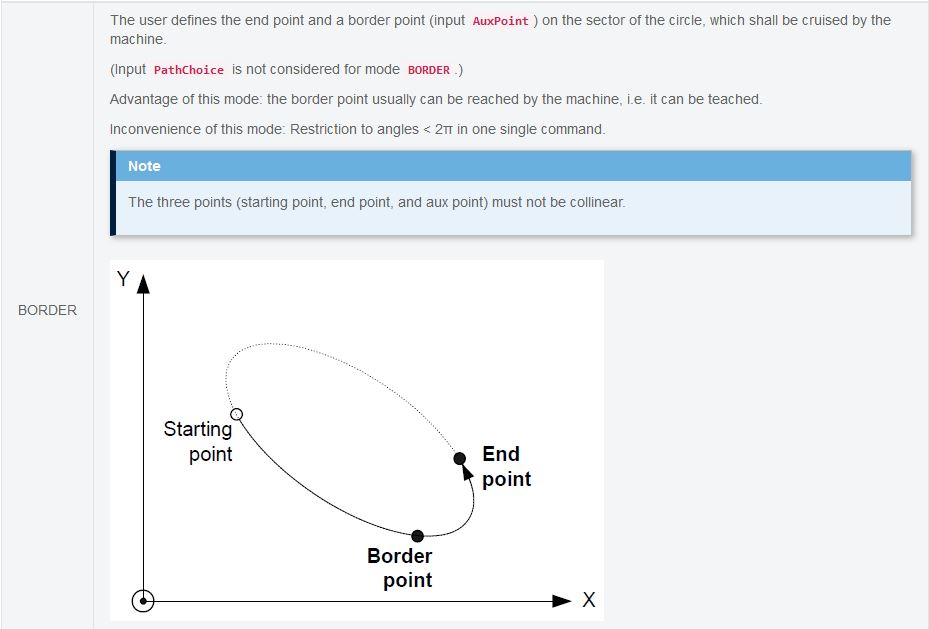 The user defines the end point and a border point (input AuxPoint ) on the sector of the circle, which shall be cruised by the
machine.
(Input PathChoice is not considered for mode BORDER .)
Advantage of this mode: the border point usually can be reached by the machine, i.e. it can be teached.
Inconvenience of this mode: Restriction to angles < 2π in one single command.
Note
The three points (starting point, end point, and aux point) must not be collinear.
BORDER
Y
Starting
point
End
point
Border
point
X